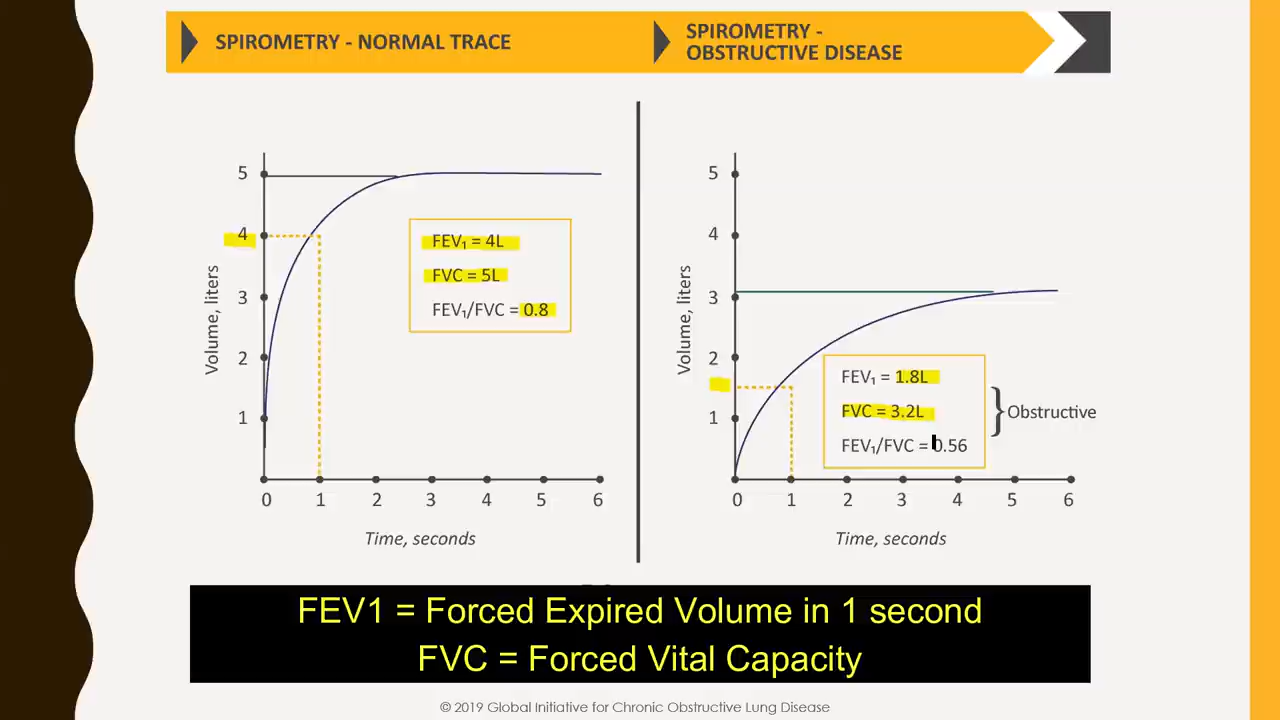 SPIROMETRY - NORMAL TRACE
SPIROMETRY -
OBSTRUCTIVE DISEASE
5
4
3
2
1
Volume, liters
FEV₁ = 4L
FVC = 5L
FEV₁/FVC = 0.8
0 1 2 3 4 5 6
Time, seconds
5
4
3
2
1
Volume, liters
FEV₁ = 1.8L
FVC = 3.2L
FEV₁/FVC = 0.56
Obstructive
0 1 2 3 4 5 6
Time, seconds
FEV1 = Forced Expired Volume in 1 second
FVC = Forced Vital Capacity
© 2019 Global Initiative for Chronic Obstructive Lung Disease